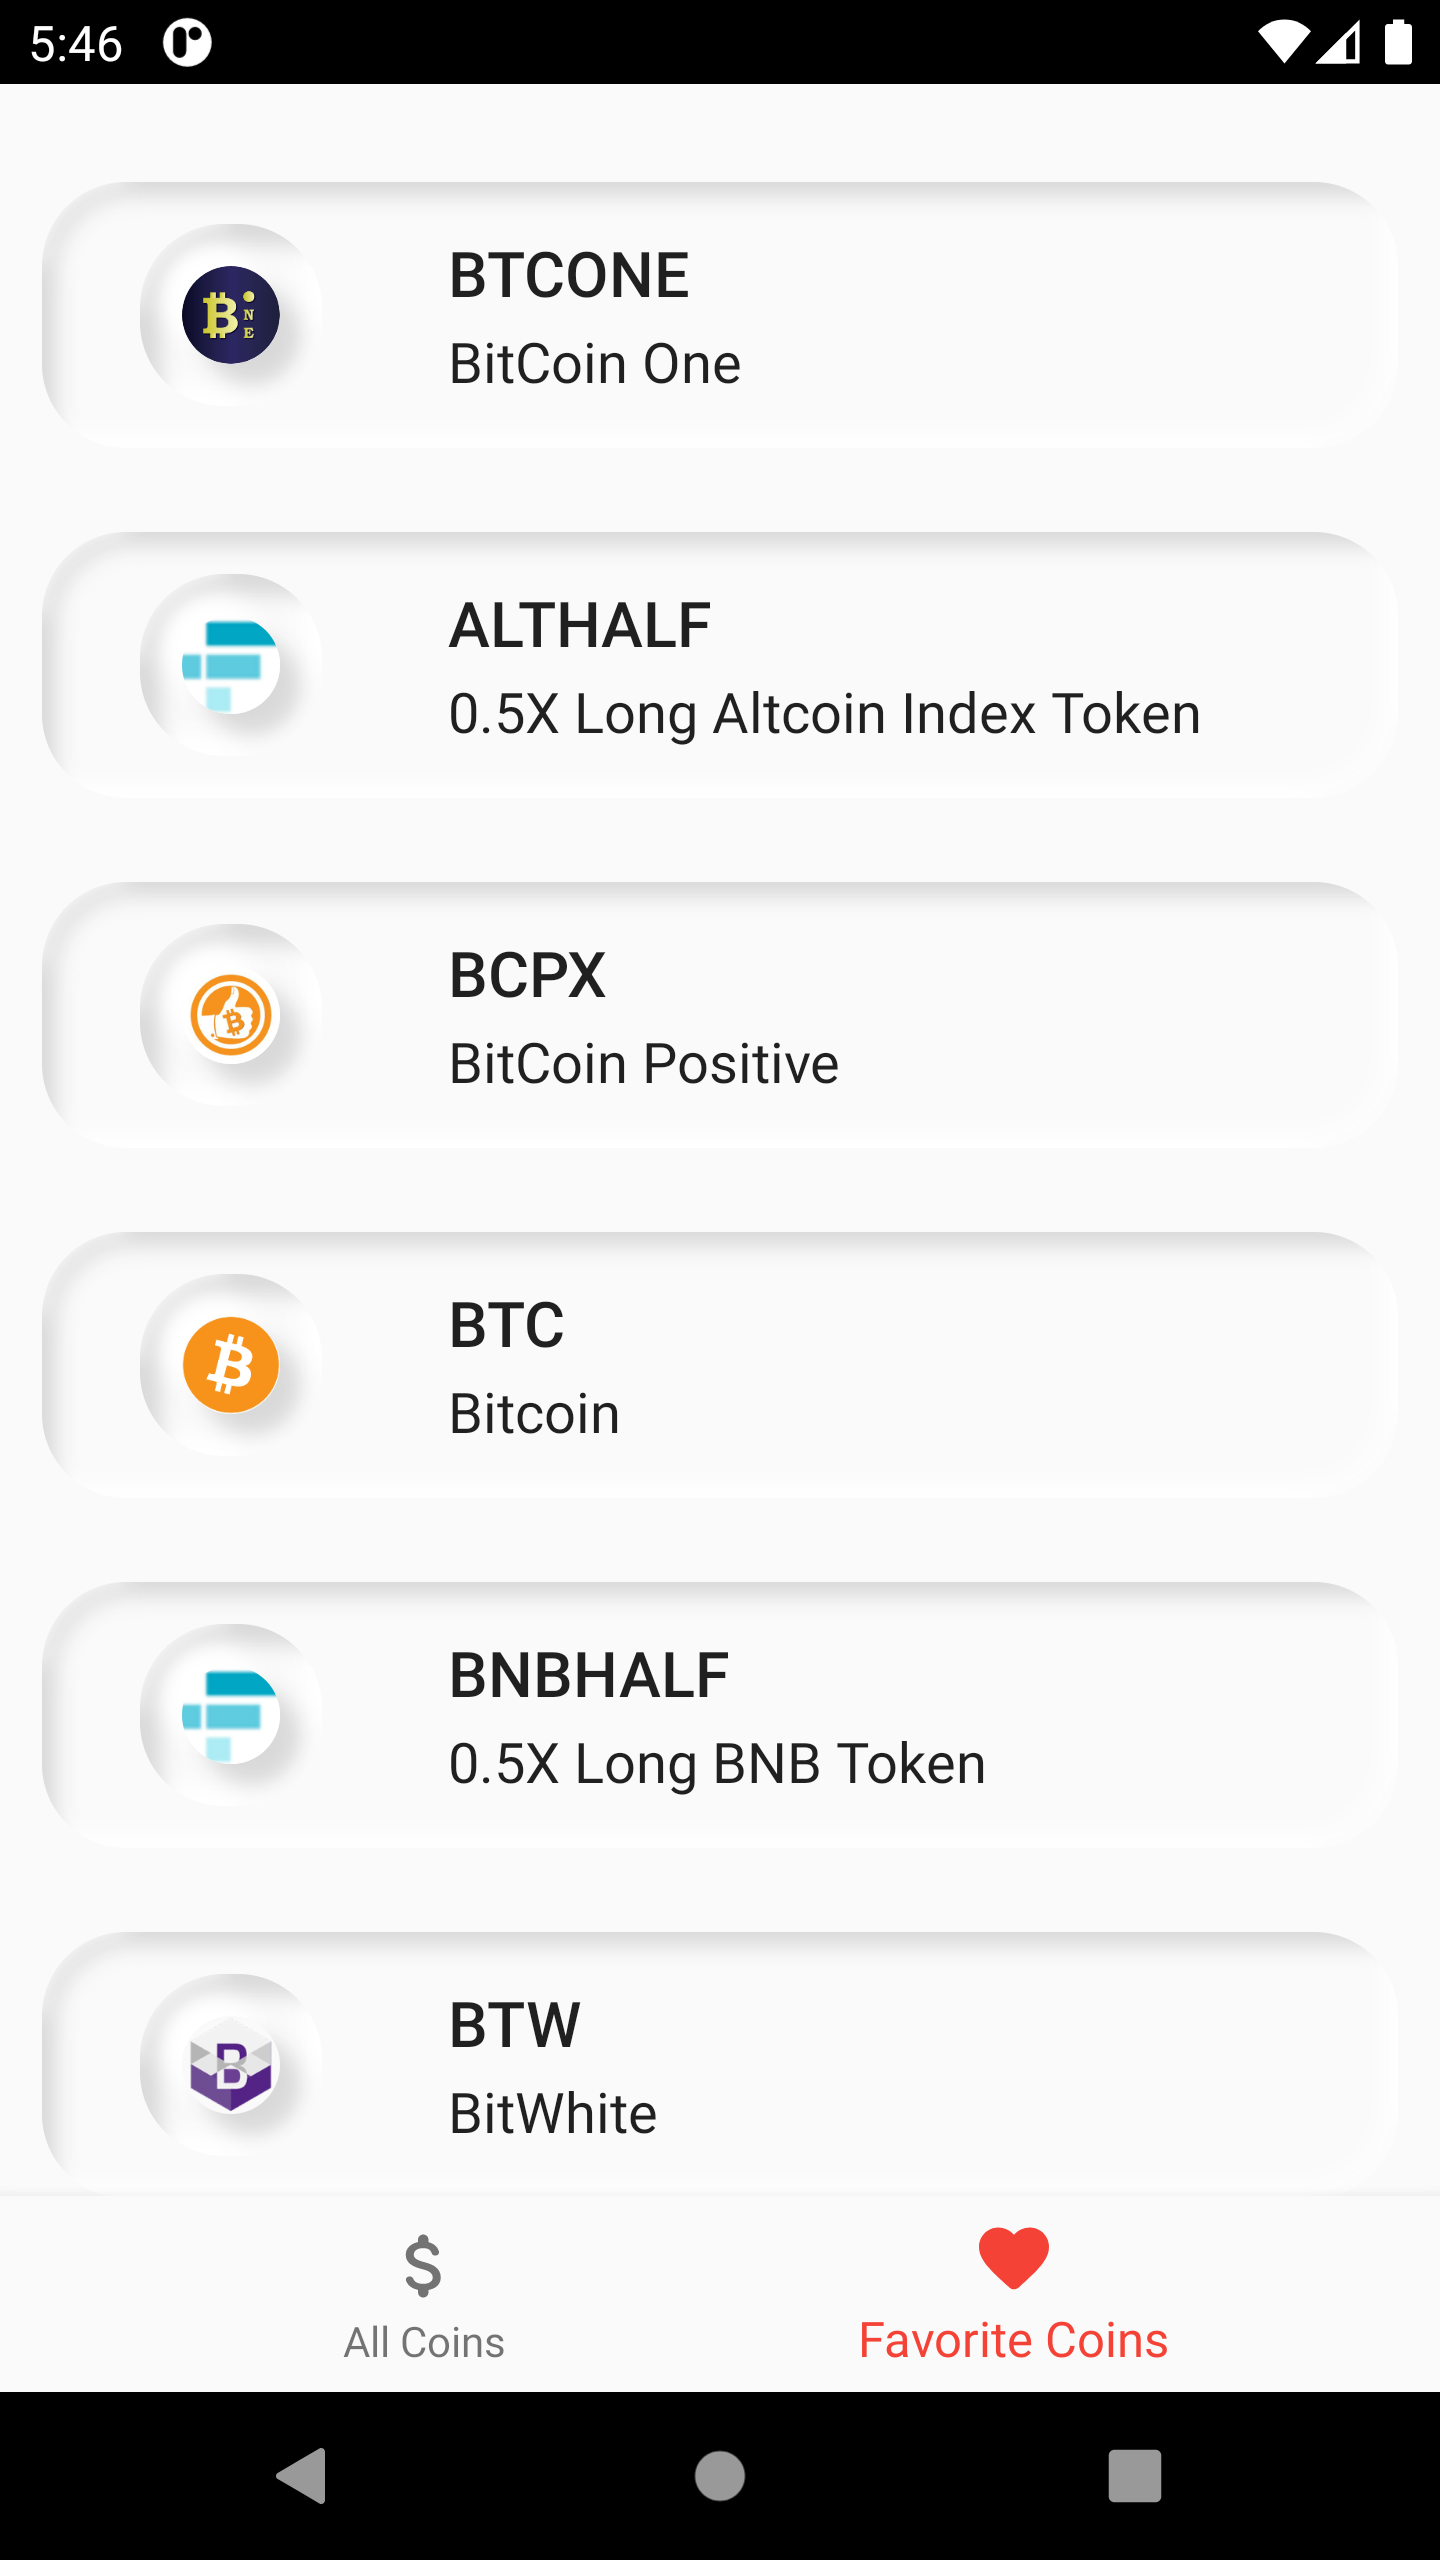 5:46
BTCONE
BitCoin One
ALTHALF
0.5X Long Altcoin Index Token
BCPX
BitCoin Positive
BTC
Bitcoin
BNBHALF
0.5X Long BNB Token
BTW
BitWhite
All Coins
Favorite Coins